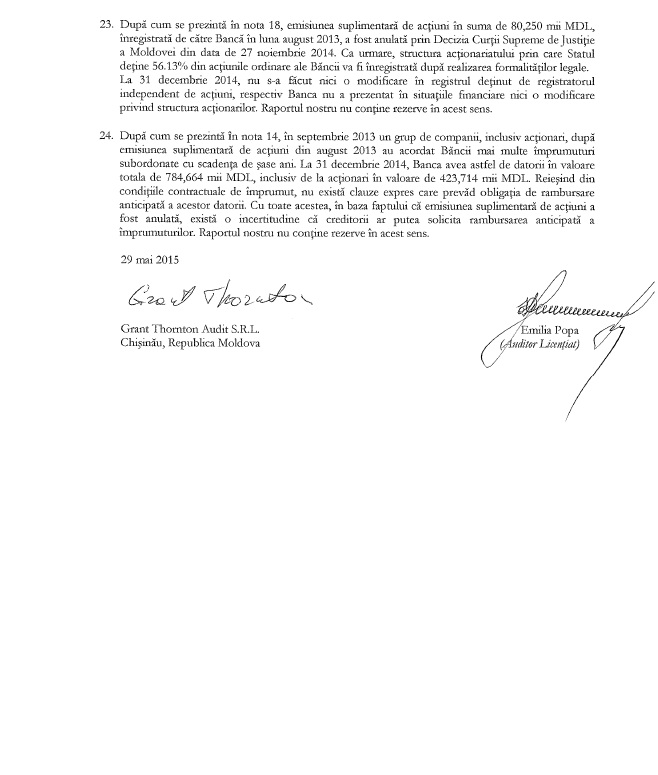 23. După cum se prezintă în nota 18, emisiunea suplimentară de acțiuni în suma de 80,250 mii MDL,
înregistrată de către Bancă în luna august 2013, a fost anulată prin Decizia Curții Supreme de Justiție
a Moldovei din data de 27 noiembrie 2014. Ca urmare, structura acționariatului prin care Statul
deține 56.13% din acțiunile ordinare ale Băncii va fi înregistrată după realizarea formalităților legale.
La 31 decembrie 2014, nu s-a făcut nici o modificare în registrul deținut de registratorul
independent de acțiuni, respectiv Banca nu a prezentat în situațiile financiare nici o modificare
privind structura acționarilor. Raportul nostru nu conține rezerve în acest sens.
24. După cum se prezintă în nota 14, în septembrie 2013 un grup de companii, inclusiv acționari, după
emisiunea suplimentară de acțiuni din august 2013 au acordat Băncii mai multe împrumuturi
subordonate cu scadența de șase ani. La 31 decembrie 2014, Banca avea astfel de datorii în valoare
totala de 784,664 mii MDL, inclusiv de la acționari în valoare de 423,714 mii MDL. Reieșind din
condițiile contractuale de împrumut, nu există clauze expres care prevăd obligația de rambursare
anticipată a acestor datorii. Cu toate acestea, în baza faptului că emisiunea suplimentară de acțiuni a
fost anulată, există o incertitudine că creditorii ar putea solicita rambursarea anticipată a
împrumuturilor. Raportul nostru nu conține rezerve în acest sens.
29 mai 2015
Grant Thornton
Grant Thornton Audit S.R.L.
Chișinău, Republica Moldova
Emilia Popa
(Auditor Licențiat)